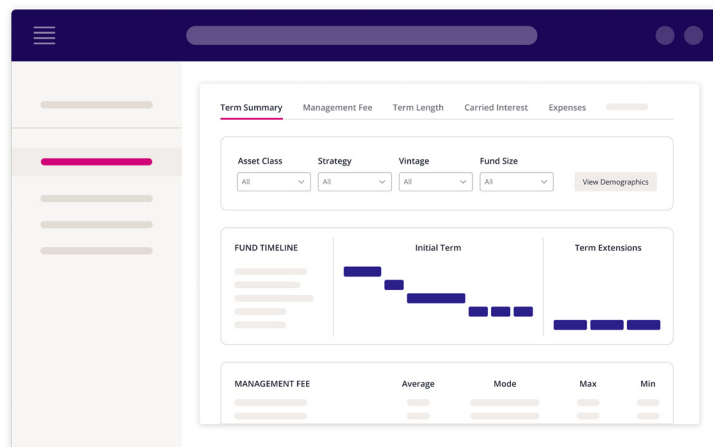 Term Summary Management Fee Term Length Carried Interest Expenses
Asset Class Strategy Vintage Fund Size
All All All All View Demographics
FUND TIMELINE Initial Term Term Extensions
MANAGEMENT FEE Average Mode Max Min